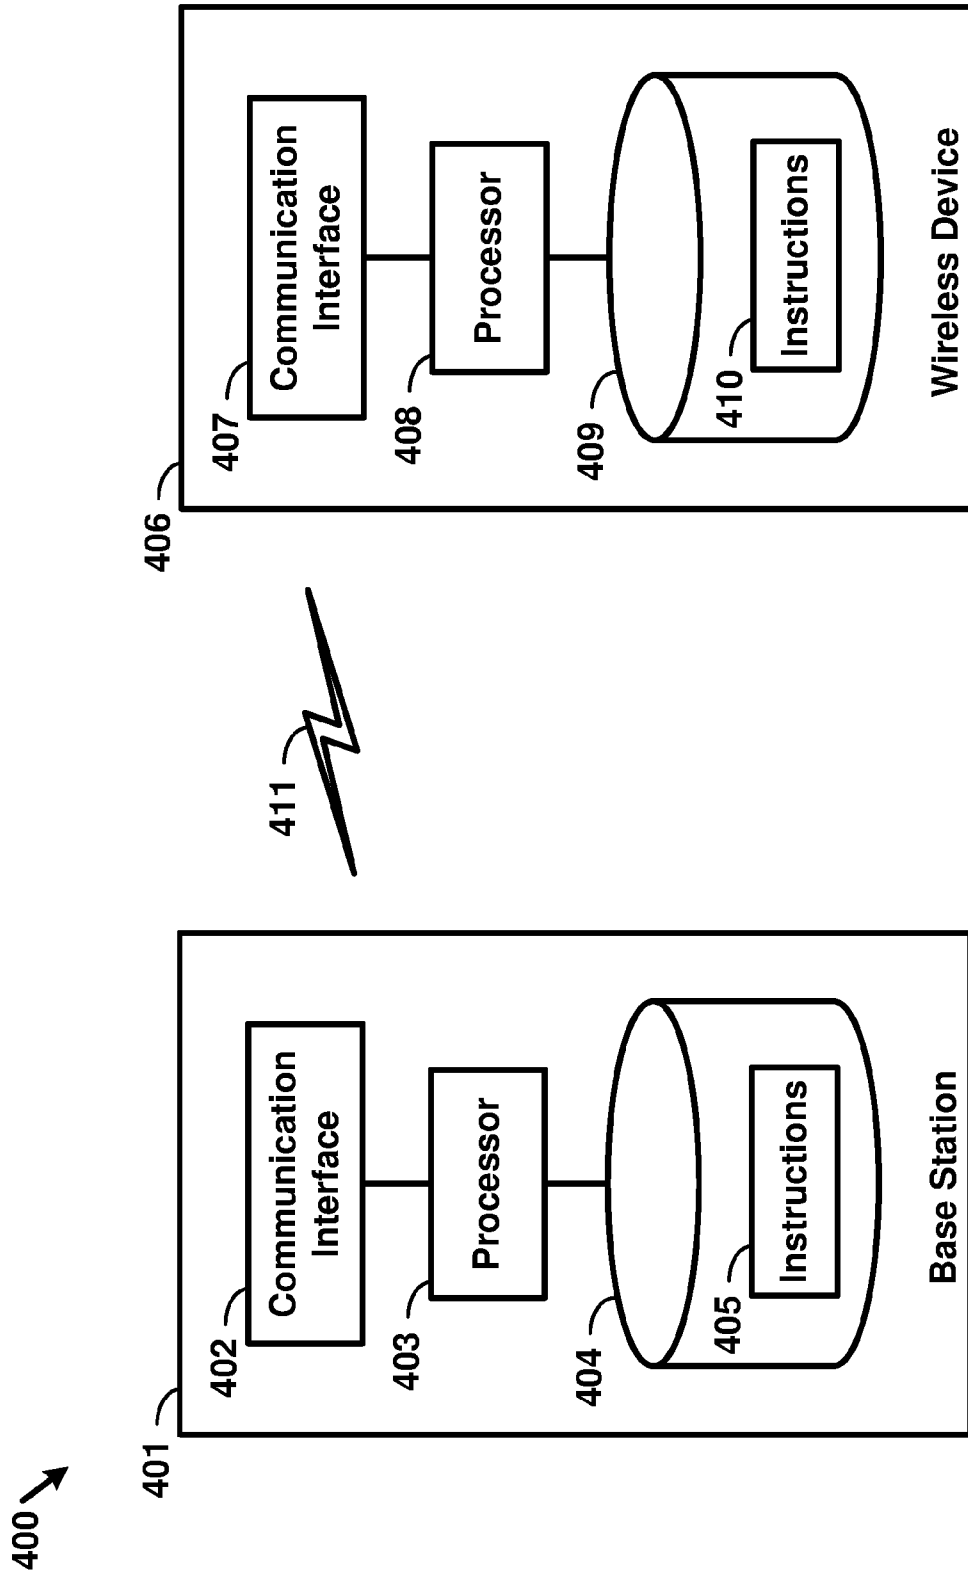 400
401
402
Communication
Interface
403
Processor
404
405
Instructions
Base Station
411
406
407
Communication
Interface
408
Processor
409
410
Instructions
Wireless Device